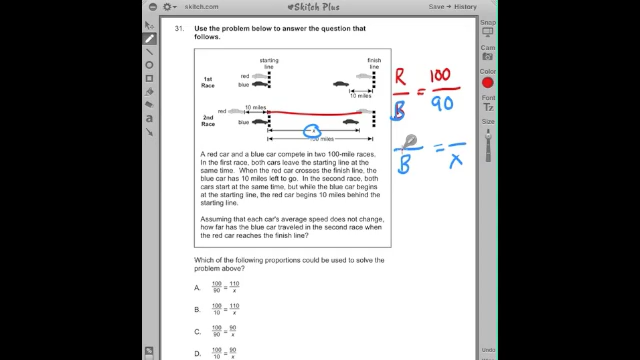 skitch.com
Skitch Plus
Save → History
Snap
Cam
Color
Font
Size
Undo
31. Use the problem below to answer the question that follows.
starting line
finish line
1st Race
red
blue
10 miles
2nd Race
red
10 miles
blue
x
miles
A red car and a blue car compete in two 100-mile races.
In the first race, both cars leave the starting line at the
same time. When the red car crosses the finish line, the
blue car has 10 miles left to go. In the second race, both
cars start at the same time, but while the blue car begins
at the starting line, the red car begins 10 miles behind the
starting line.
Assuming that each car's average speed does not change,
how far has the blue car traveled in the second race when
the red car reaches the finish line?
Which of the following proportions could be used to solve the
problem above?
A. 100/90 = 110/x
B. 100/10 = 110/x
C. 100/90 = 90/x
D. 100/10 = 90/x
R/B = 100/90
B = x